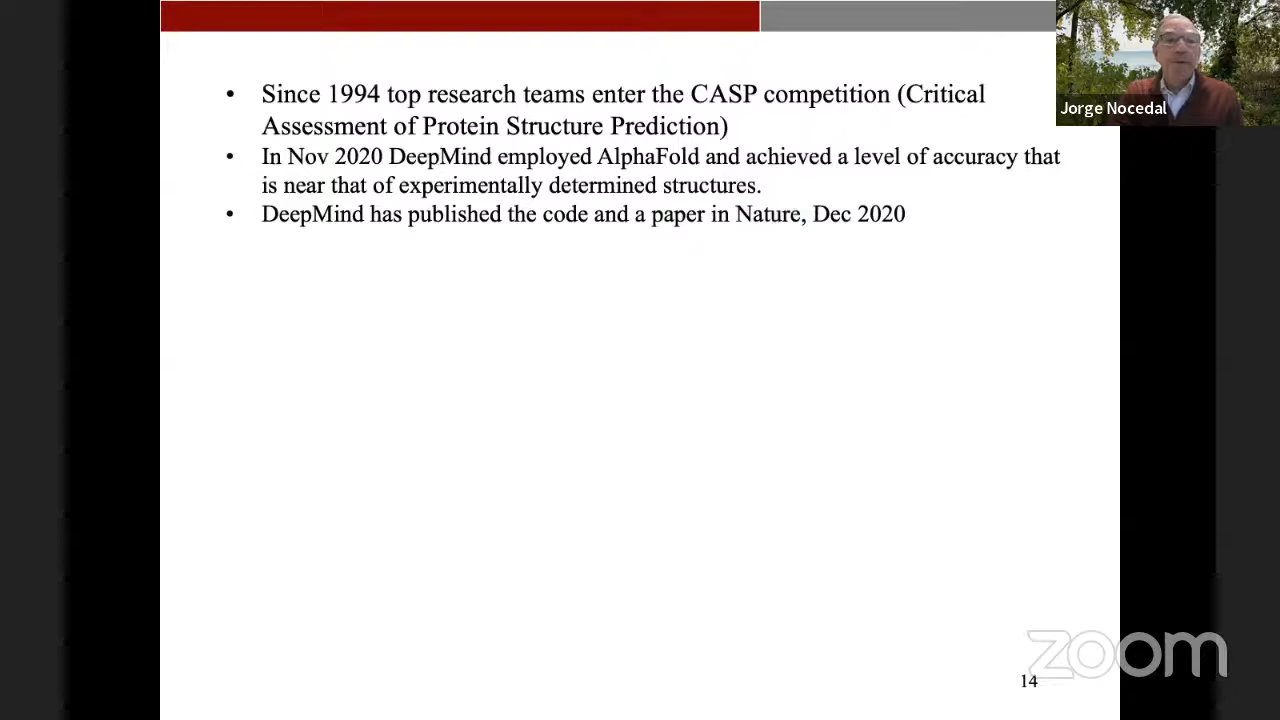 • Since 1994 top research teams enter the CASP competition (Critical
Assessment of Protein Structure Prediction)
• In Nov 2020 DeepMind employed AlphaFold and achieved a level of accuracy that
is near that of experimentally determined structures.
• DeepMind has published the code and a paper in Nature, Dec 2020
Jorge Nocedal
zoom
14